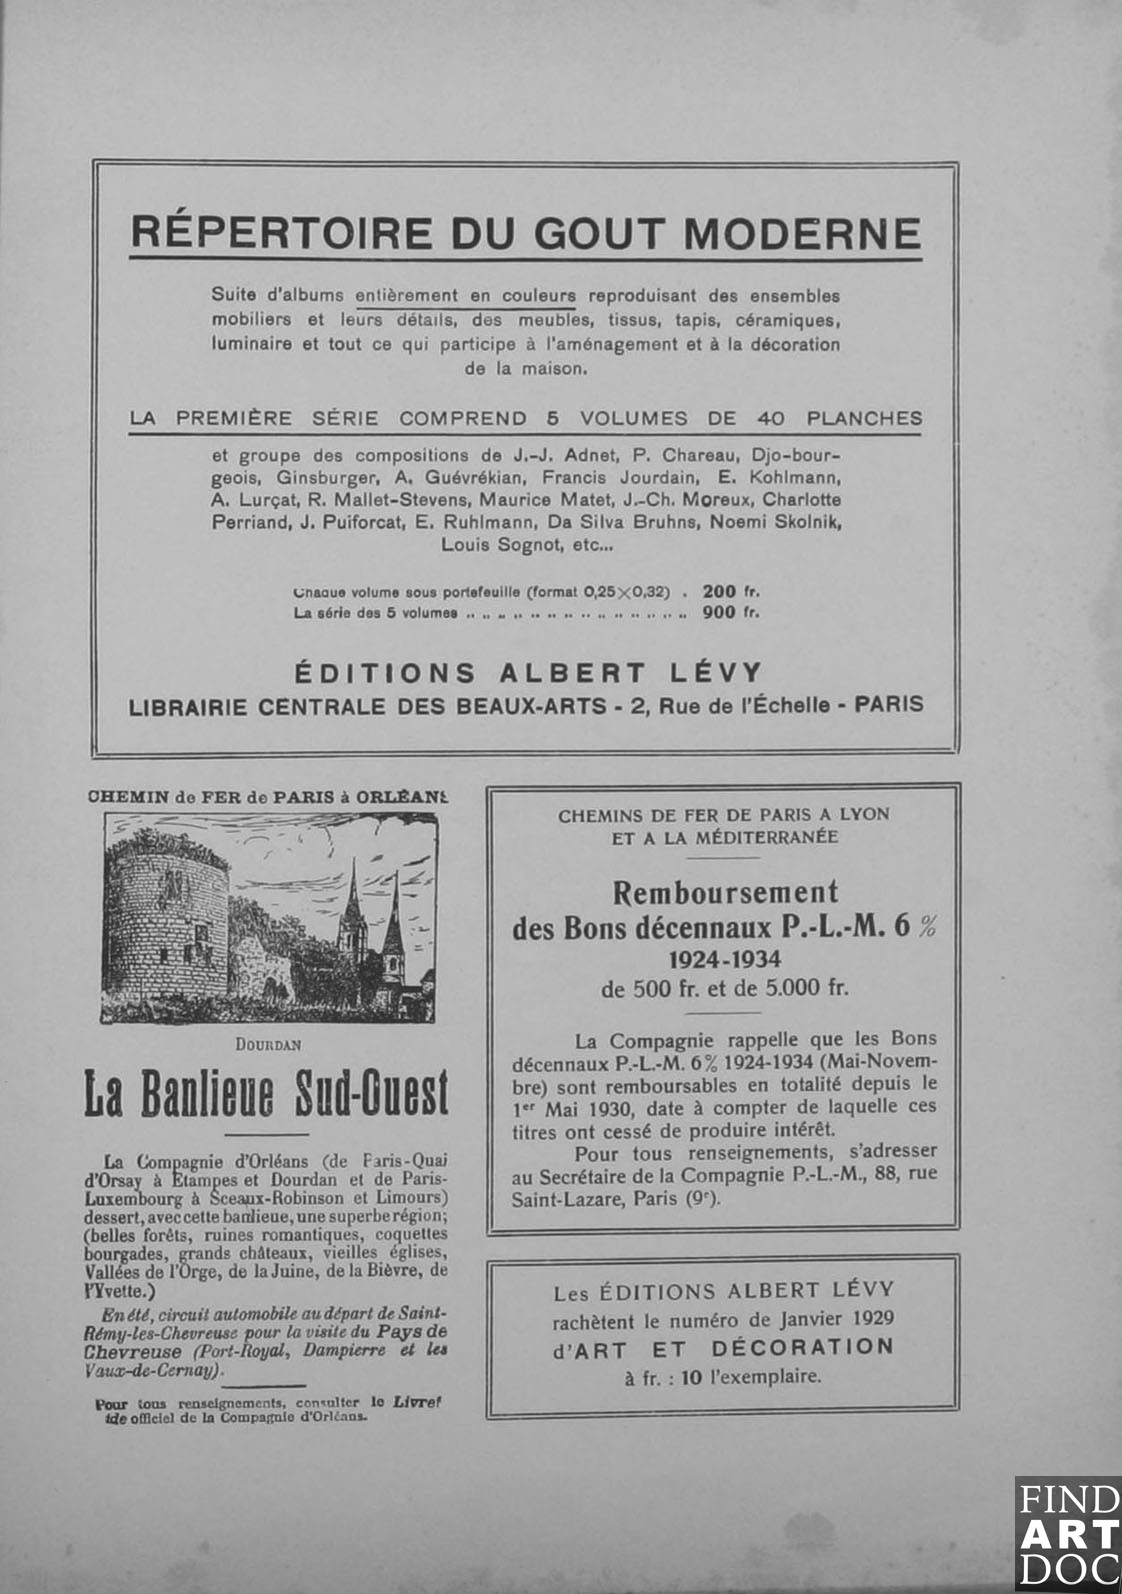 RÉPERTOIRE DU GOUT MODERNE
Suite d'albums entièrement en couleurs reproduisant des ensembles
mobiliers et leurs détails, des meubles, tissus, tapis, céramiques,
luminaire et tout ce qui participe à l'aménagement et à la décoration
de la maison.
LA PREMIÈRE SÉRIE COMPREND 5 VOLUMES DE 40 PLANCHES
et groupe des compositions de J.-J. Adnet, P. Chareau, Djo-bour-
geois, Ginsburger, A. Guévrékian, Francis Jourdain, E. Kohlmann,
A. Lurçat, R. Mallet-Stevens, Maurice Matet, J.-Ch. Moreux, Charlotte
Perriand, J. Puiforcat, E. Ruhlmann, Da Silva Bruhns, Noemi Skolnik,
Louis Sognot, etc...
Chaque volume sous portefeuille (format 0,25×0,32) . 200 fr.
La série des 5 volumes .. .. .. .. .. .. .. .. .. .. .. .. .. .. 900 fr.
ÉDITIONS ALBERT LÉVY
LIBRAIRIE CENTRALE DES BEAUX-ARTS - 2, Rue de l'Échelle - PARIS
CHEMIN de FER de PARIS à ORLÉANS
DOURDAN
La Banlieue Sud-Ouest
La Compagnie d'Orléans (de Paris-Quai
d'Orsay à Etampes et Dourdan et de Paris-
Luxembourg à Sceaux-Robinson et Limours)
dessert, avec cette banlieue, une superbe région;
(belles forêts, ruines romantiques, coquettes
bourgades, grands châteaux, vieilles églises,
Vallées de l'Orge, de la Juine, de la Bièvre, de
l'Yvette.)
En été, circuit automobile au départ de Saint-
Rémy-les-Chevreuse pour la visite du Pays de
Chevreuse (Port-Royal, Dampierre et les
Vaux-de-Cernay).
Pour tous renseignements, consulter le Livret
ide officiel de la Compagnie d'Orléans.
CHEMINS DE FER DE PARIS A LYON
ET A LA MÉDITERRANÉE
Remboursement
des Bons décennaux P.-L.-M. 6 %
1924-1934
de 500 fr. et de 5.000 fr.
La Compagnie rappelle que les Bons
décennaux P.-L.-M. 6% 1924-1934 (Mai-Novem-
bre) sont remboursables en totalité depuis le
1er Mai 1930, date à compter de laquelle ces
titres ont cessé de produire intérêt.
Pour tous renseignements, s'adresser
au Secrétaire de la Compagnie P.-L.-M., 88, rue
Saint-Lazare, Paris (9e).
Les ÉDITIONS ALBERT LÉVY
rachètent le numéro de Janvier 1929
d'ART ET DÉCORATION
à fr. : 10 l'exemplaire.
FIND
ART
DOC